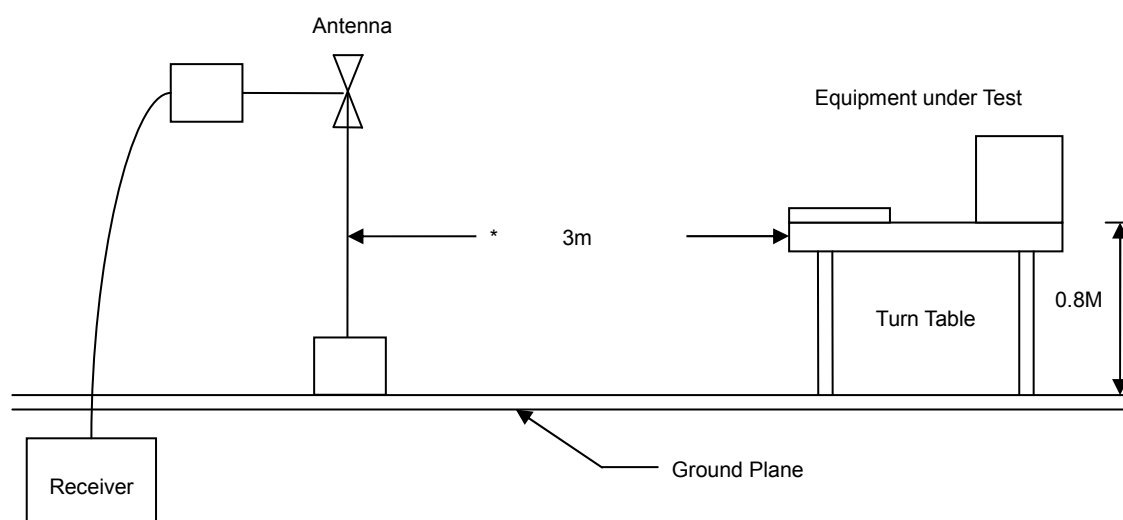 Antenna
Equipment under Test
* 3m
0.8M
Turn Table
Ground Plane
Receiver